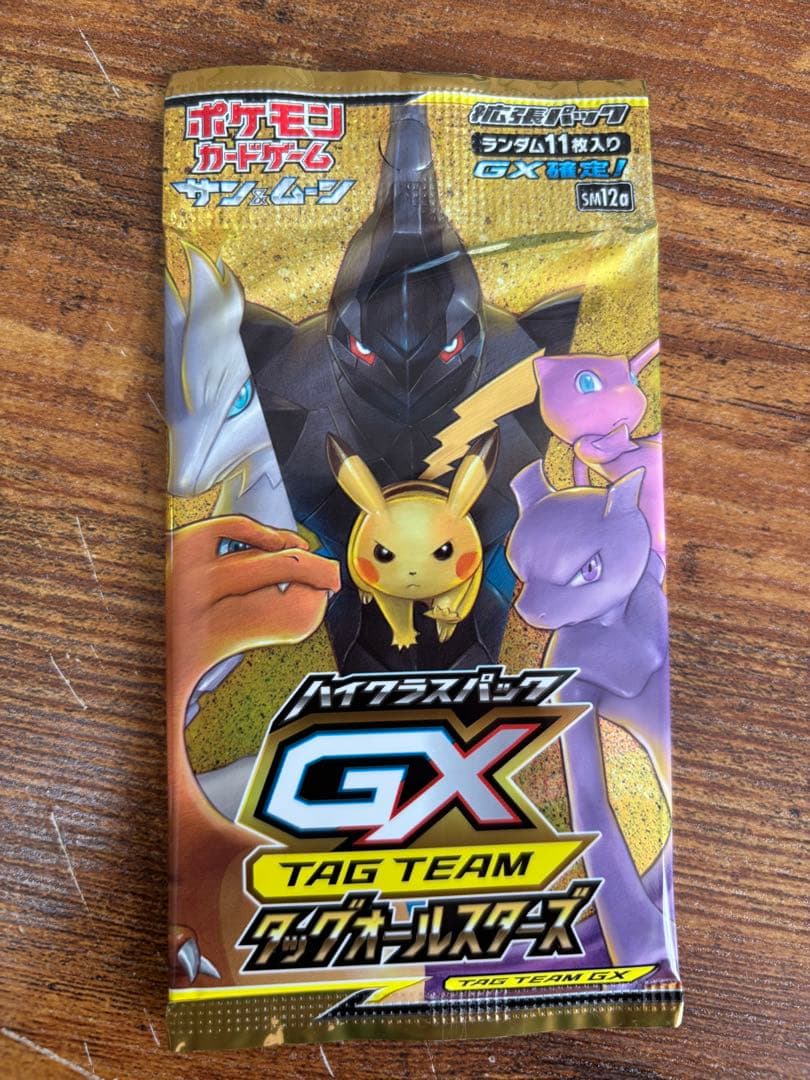 ポケモン
カードゲーム
サン&ムーン
拡張パック
ランダム11枚入り
GX確定!
SM12a
ハイクラスパック
GX
TAG TEAM
タッグオールスターズ
TAG TEAM GX